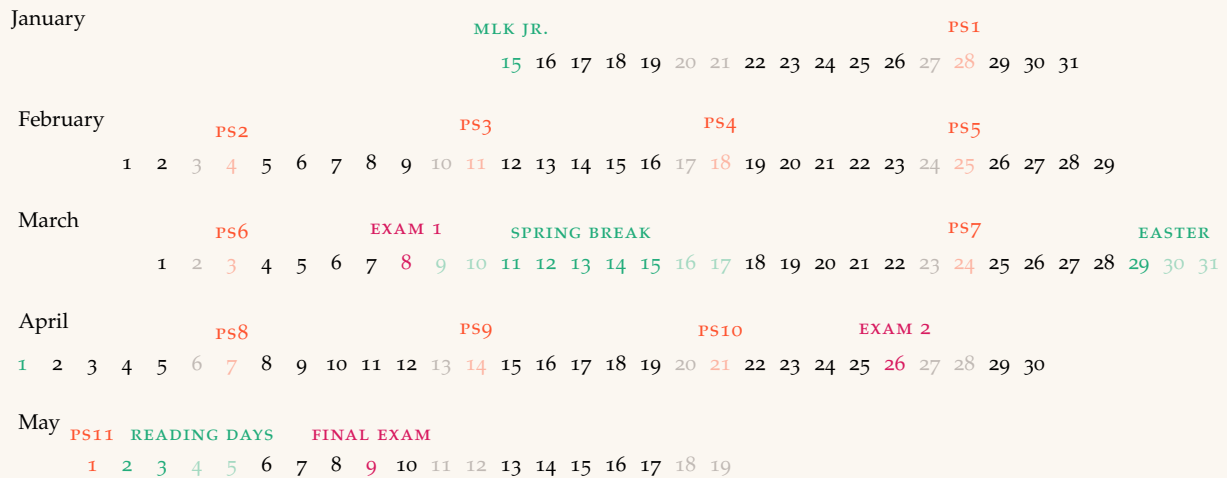 January
MLK JR. PS1
15 16 17 18 19 20 21 22 23 24 25 26 27 28 29 30 31
February
PS2 PS3 PS4 PS5
1 2 3 4 5 6 7 8 9 10 11 12 13 14 15 16 17 18 19 20 21 22 23 24 25 26 27 28 29
March
PS6 EXAM 1 SPRING BREAK PS7 EASTER
1 2 3 4 5 6 7 8 9 10 11 12 13 14 15 16 17 18 19 20 21 22 23 24 25 26 27 28 29 30 31
April
PS8 PS9 PS10 EXAM 2
1 2 3 4 5 6 7 8 9 10 11 12 13 14 15 16 17 18 19 20 21 22 23 24 25 26 27 28 29 30
May
PS11 READING DAYS FINAL EXAM
1 2 3 4 5 6 7 8 9 10 11 12 13 14 15 16 17 18 19